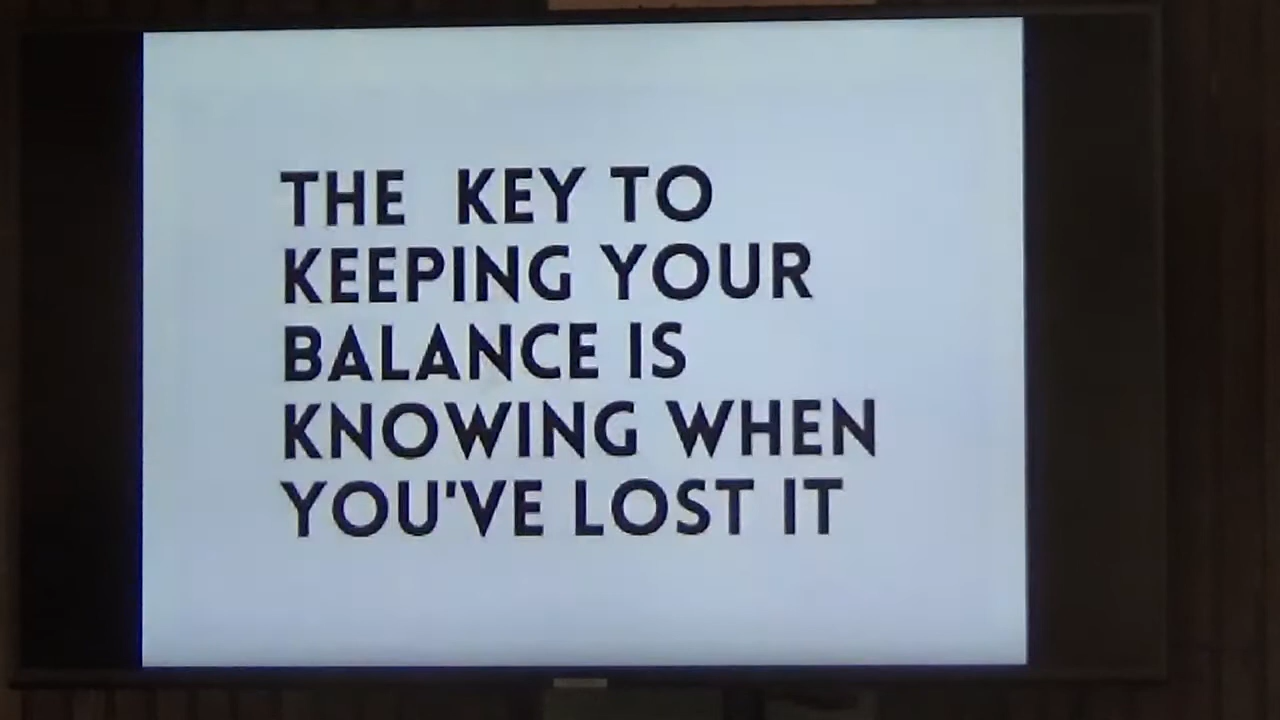 THE  KEY TO
KEEPING YOUR
BALANCE IS
KNOWING WHEN
YOU'VE LOST IT